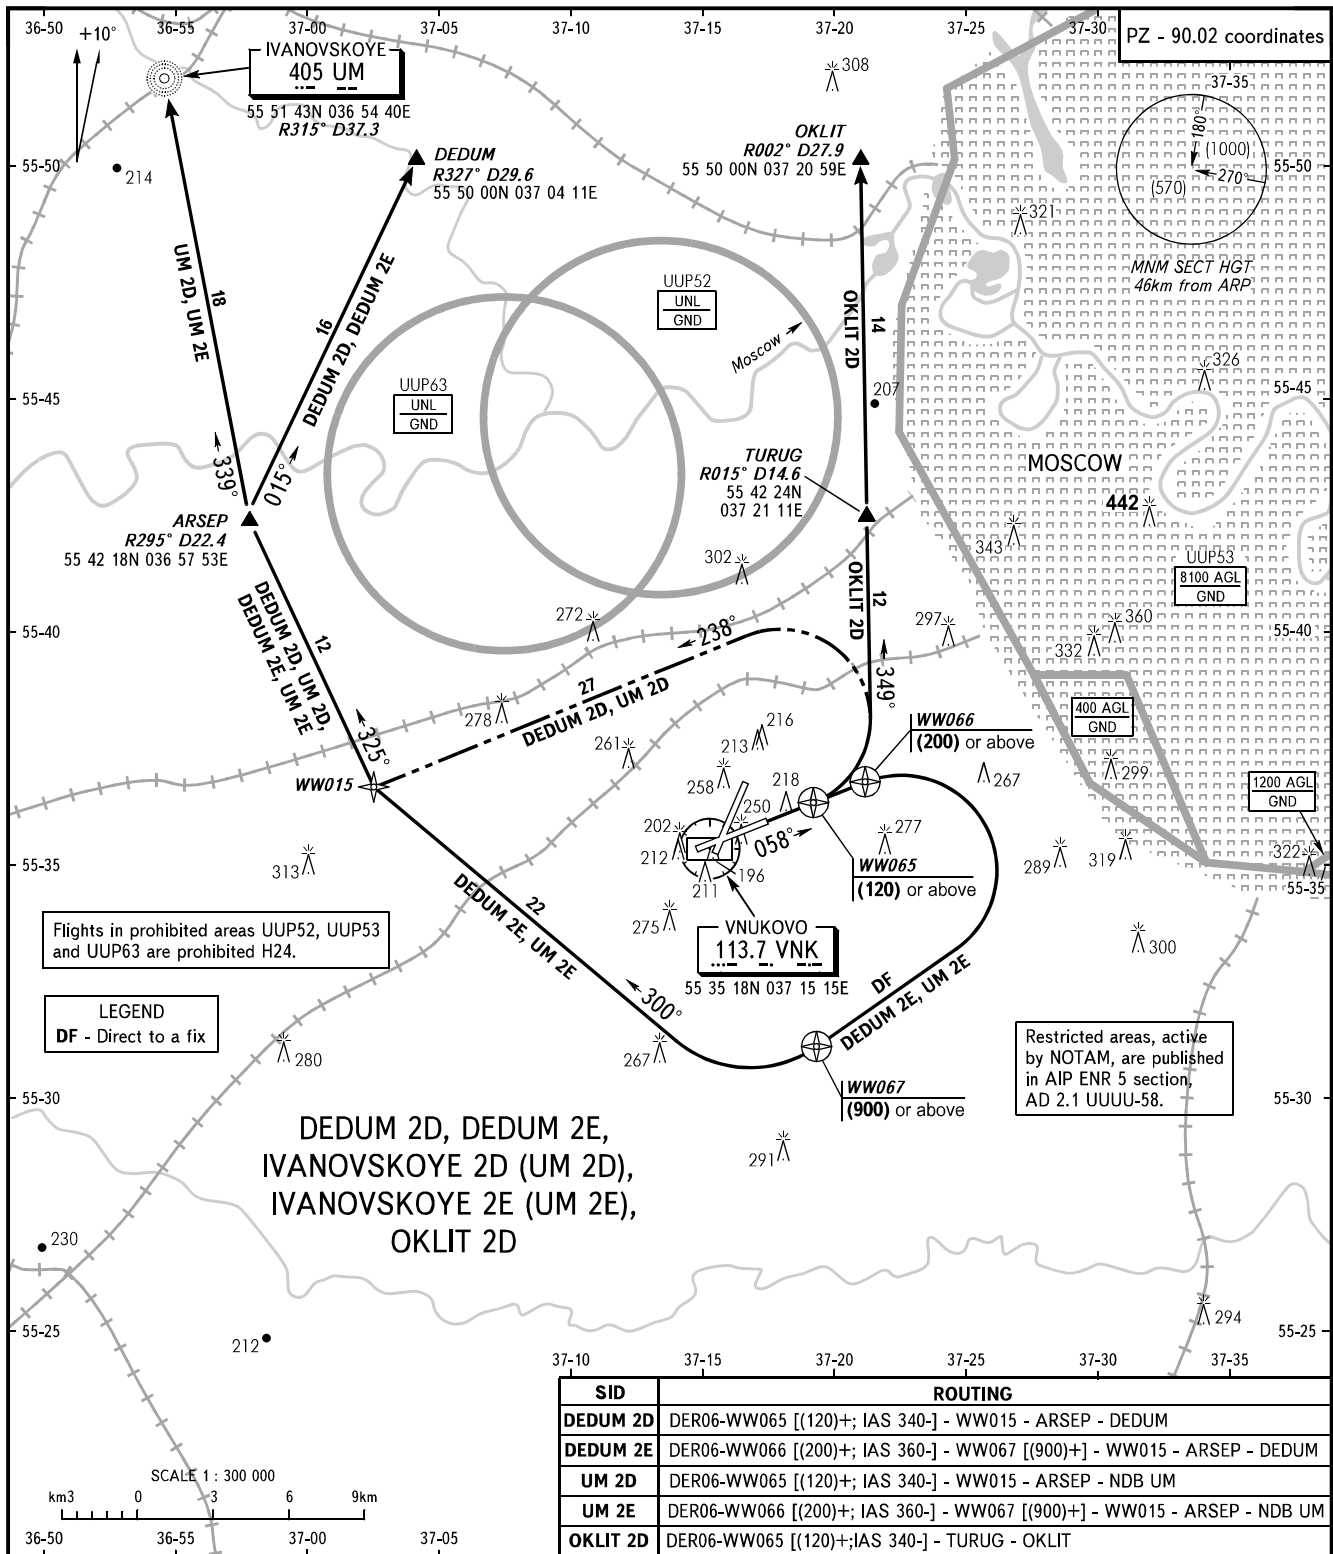 36-50
36-55
37-00
37-05
37-10
37-15
37-20
37-25
37-30
PZ - 90.02 coordinates
37-35
+10°
IVANOVSKOYE
405 UM
55 51 43N 036 54 40E
R315° D37.3
308
OKLIT
R002° D27.9
55 50 00N 037 20 59E
DEDUM
R327° D29.6
55 50 00N 037 04 11E
55-50
55-50
214
180°
(1000)
270°
(570)
MNM SECT HGT
46km from ARP
321
UM 2D, UM 2E
18
16
DEDUM 2D, DEDUM 2E
UUP52
UNL
GND
Moscow
OKLIT 2D
14
326
UUP63
UNL
GND
207
55-45
55-45
339°
015°
TURUG
R015° D14.6
55 42 24N
037 21 11E
MOSCOW
442
ARSEP
R295° D22.4
55 42 18N 036 57 53E
343
UUP53
8100 AGL
GND
302
OKLIT 2D
12
272
297
360
332
55-40
55-40
238°
349°
DEDUM 2D, UM 2D,
DEDUM 2E, UM 2E
12
27
DEDUM 2D, UM 2D
278
325°
400 AGL
GND
261
216
213
WW066
(200) or above
299
258
218
267
WW015
1200 AGL
GND
250
202
212
058°
277
196
211
WW065
(120) or above
289
319
322
313
55-35
55-35
22
DEDUM 2E, UM 2E
275
VNUKOVO
113.7 VNK
55 35 18N 037 15 15E
300
Flights in prohibited areas UUP52, UUP53
and UUP63 are prohibited H24.
DF
DEDUM 2E, UM 2E
300°
LEGEND
DF - Direct to a fix
280
267
Restricted areas, active
by NOTAM, are published
in AIP ENR 5 section,
AD 2.1 UUUU-58.
WW067
(900) or above
55-30
55-30
291
DEDUM 2D, DEDUM 2E,
IVANOVSKOYE 2D (UM 2D),
IVANOVSKOYE 2E (UM 2E),
OKLIT 2D
230
294
55-25
55-25
212
37-10
37-15
37-20
37-25
37-30
37-35
SID ROUTING
DEDUM 2D DER06-WW065 [(120)+; IAS 340-] - WW015 - ARSEP - DEDUM
DEDUM 2E DER06-WW066 [(200)+; IAS 360-] - WW067 [(900)+] - WW015 - ARSEP - DEDUM
UM 2D DER06-WW065 [(120)+; IAS 340-] - WW015 - ARSEP - NDB UM
UM 2E DER06-WW066 [(200)+; IAS 360-] - WW067 [(900)+] - WW015 - ARSEP - NDB UM
OKLIT 2D DER06-WW065 [(120)+;IAS 340-] - TURUG - OKLIT
SCALE 1 : 300 000
km3 0 3 6 9km
36-50
36-55
37-00
37-05